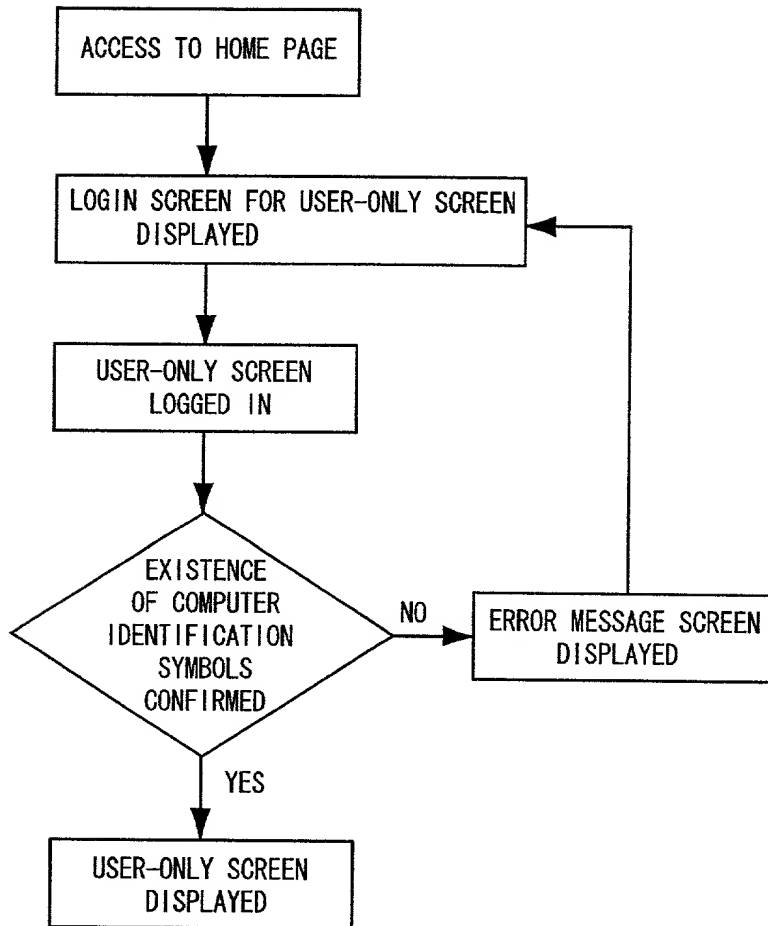 ACCESS TO HOME PAGE
LOGIN SCREEN FOR USER-ONLY SCREEN
DISPLAYED
USER-ONLY SCREEN
LOGGED IN
EXISTENCE
OF COMPUTER
IDENTIFICATION
SYMBOLS
CONFIRMED
NO
ERROR MESSAGE SCREEN
DISPLAYED
YES
USER-ONLY SCREEN
DISPLAYED